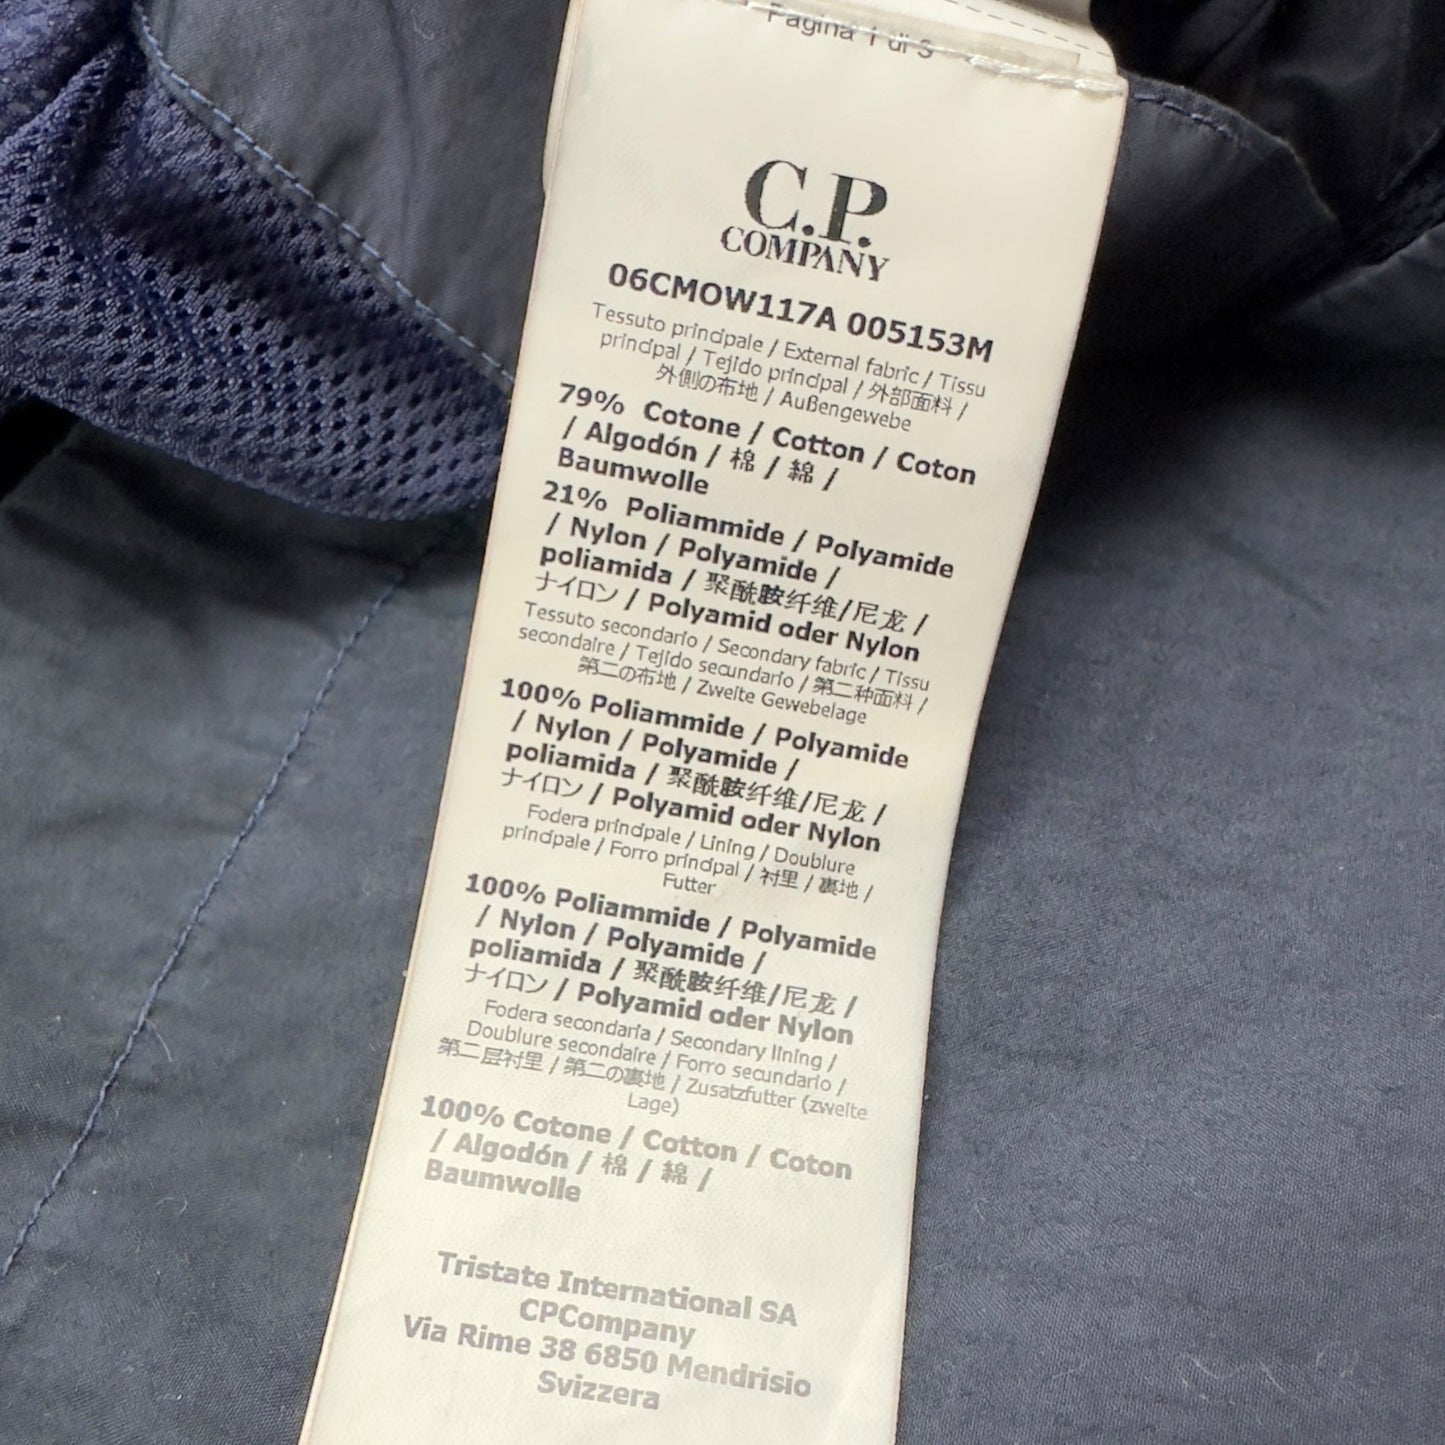 Pagina 1 di 3
C.P.
COMPANY
06CMOW117A 005153M
Tessuto principale / External fabric / Tissu
principal / Tejido principal / 外部面料 /
外側の布地 / Außengewebe
79% Cotone / Cotton / Coton
/ Algodón / 棉 / 綿 /
Baumwolle
21% Poliammide / Polyamide
/ Nylon / Polyamide /
poliamida / 聚酰胺纤维/尼龙 /
ナイロン / Polyamid oder Nylon
Tessuto secondario / Secondary fabric / Tissu
secondaire / Tejido secundario / 第二种面料 /
第二の布地 / Zweite Gewebelage
100% Poliammide / Polyamide
/ Nylon / Polyamide /
poliamida / 聚酰胺纤维/尼龙 /
ナイロン / Polyamid oder Nylon
Fodera principale / Lining / Doublure
principale / Forro principal / 衬里 / 裏地 /
Futter
100% Poliammide / Polyamide
/ Nylon / Polyamide /
poliamida / 聚酰胺纤维/尼龙 /
ナイロン / Polyamid oder Nylon
Fodera secondaria / Secondary lining /
Doublure secondaire / Forro secundario /
第二层衬里 / 第二の裏地 / Zusatzfutter (zweite
Lage)
100% Cotone / Cotton / Coton
/ Algodón / 棉 / 綿 /
Baumwolle
Tristate International SA
CPCompany
Via Rime 38 6850 Mendrisio
Svizzera